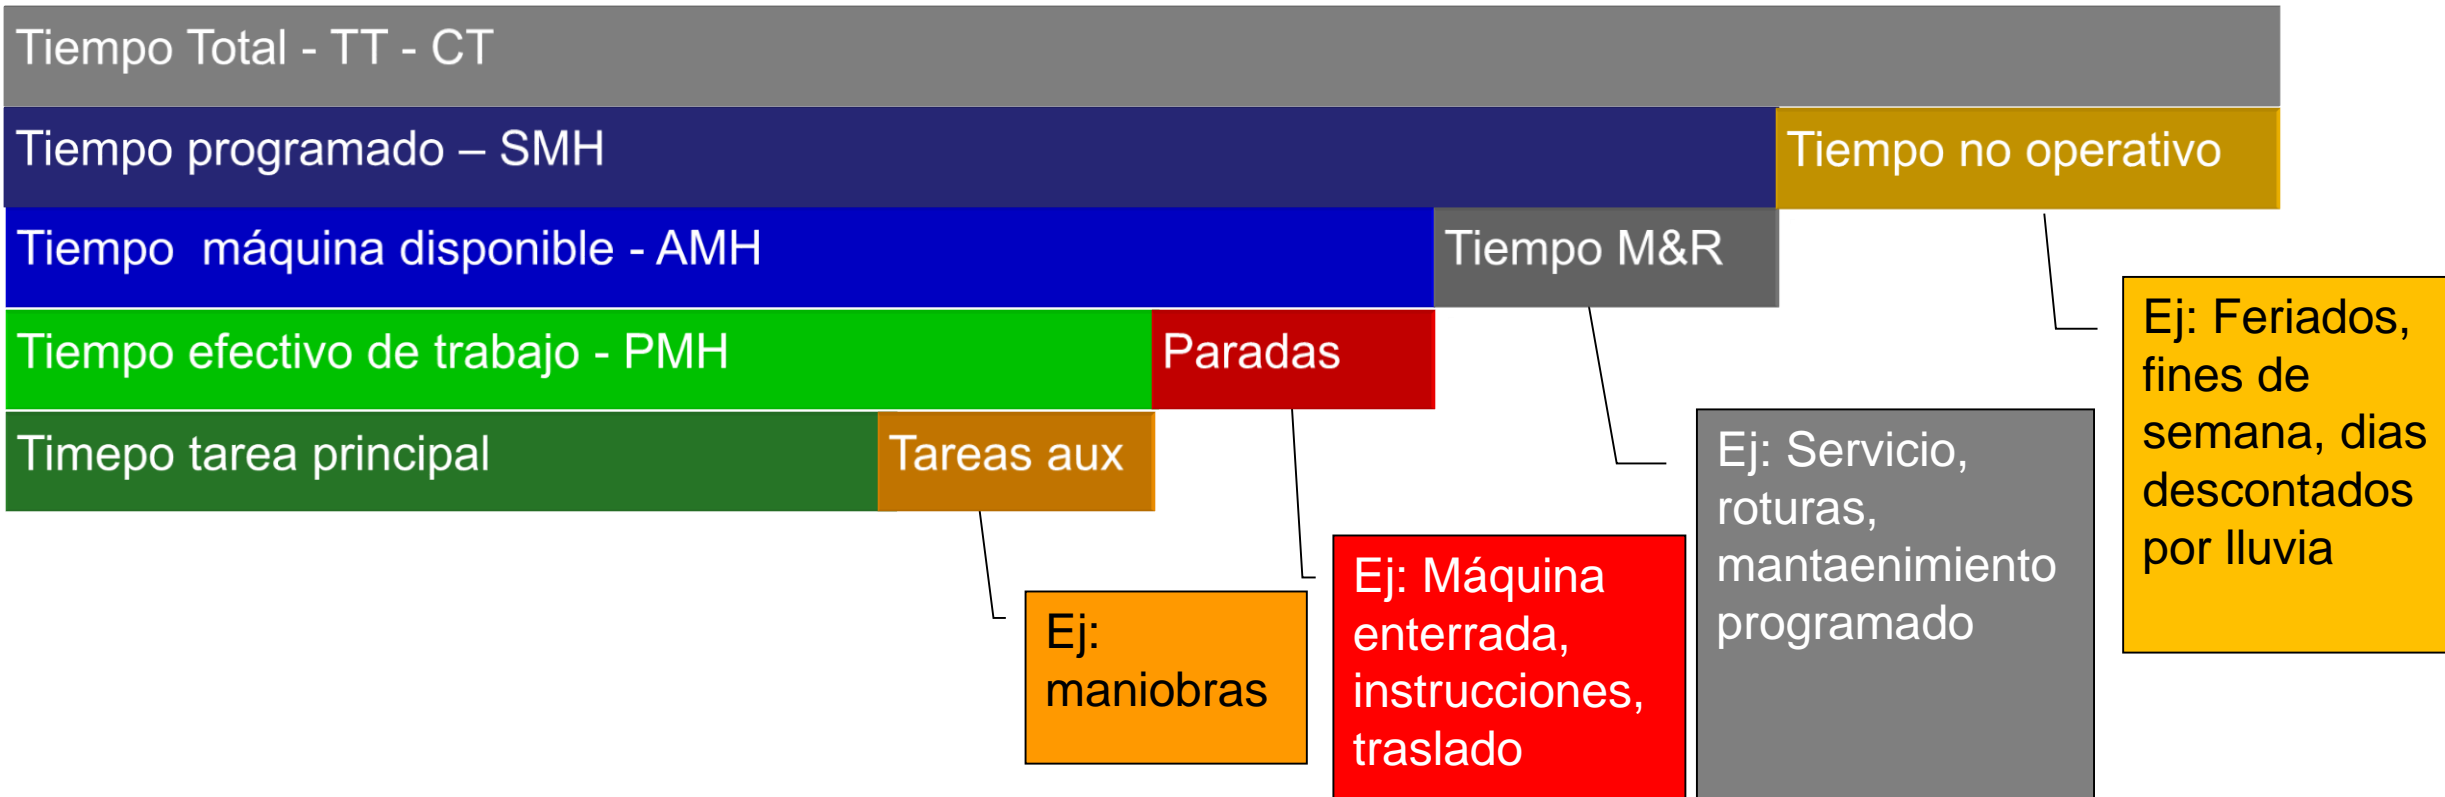 Tiempo Total - TT - CT
Tiempo programado – SMH
Tiempo no operativo
Tiempo  máquina disponible - AMH
Tiempo M&R
Tiempo efectivo de trabajo - PMH
Paradas
Timepo tarea principal
Tareas aux
Ej:
maniobras
Ej: Máquina
enterrada,
instrucciones,
traslado
Ej: Servicio,
roturas,
mantaenimiento
programado
Ej: Feriados,
fines de
semana, dias
descontados
por lluvia